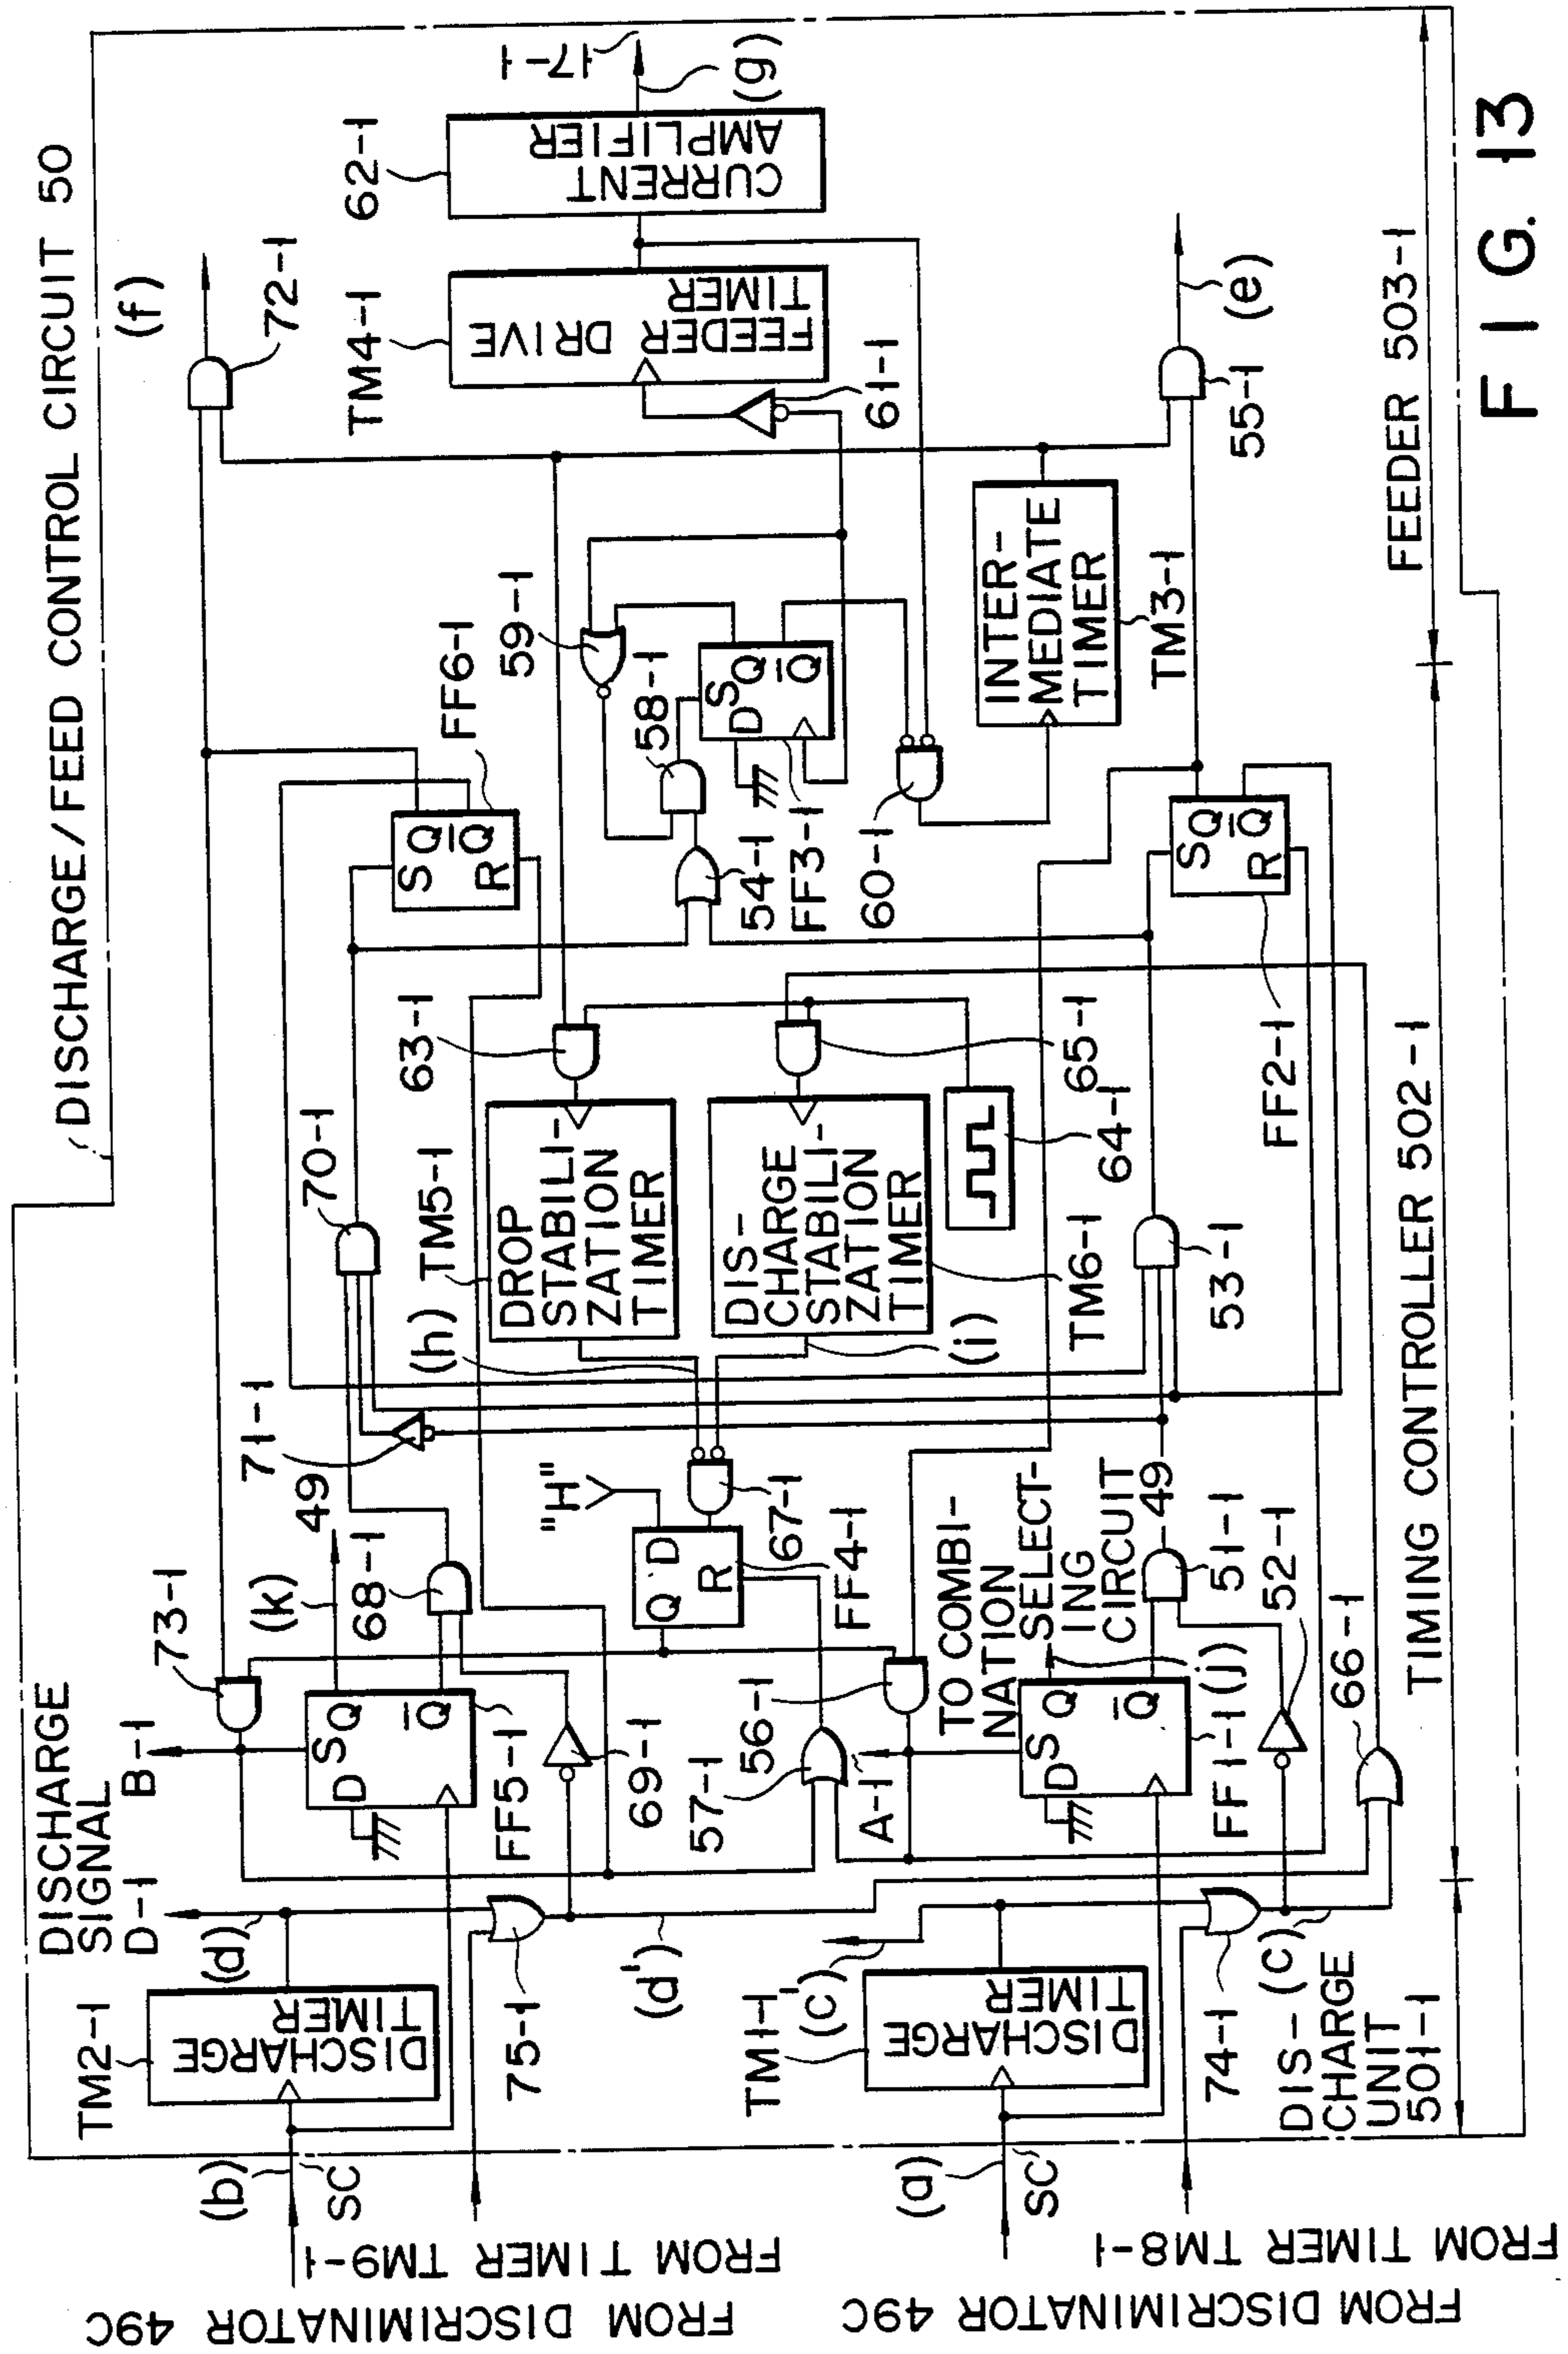 DISCHARGE/FEED CONTROL CIRCUIT 50
(f)
72-1
62-1
CURRENT
AMPLIFIER
17-1
(g)
TM4-1
FEEDER DRIVE
TIMER
61-1
59-1
FF6-1
S Q
Q
R
58-1
S
D Q
Q
54-1
FF3-1
60-1
INTER-
MEDIATE
TIMER
TM3-1
55-1
(e)
S Q
Q
R
FF2-1
63-1
65-1
64-1
70-1
TM5-1
DROP
STABILI-
ZATION
TIMER
DIS-
CHARGE
STABILI-
ZATION
TIMER
TM6-1
53-1
(h)
(i)
71-1
49
(k)
68-1
73-1
"H"
D
Q R
67-1
FF4-1
TO COMBI-
NATION
SELECT-
ING
CIRCUIT
49
51-1
52-1
66-1
DISCHARGE
SIGNAL
B-1
D-1
S
D Q
Q
FF5-1
69-1
56-1
57-1
A-1
S
D Q
Q
FF1-1
(j)
(d)
TM2-1
DISCHARGE
TIMER
75-1
(d')
TM1-1
(c)'
DISCHARGE
TIMER
74-1
(c)
DIS-
CHARGE
UNIT
501-1
TIMING CONTROLLER 502-1
FEEDER 503-1
(b)
SC
(a)
SC
FROM TIMER TM9-1
FROM DISCRIMINATOR 49C
FROM TIMER TM8-1
FROM DISCRIMINATOR 49C
FIG. 13